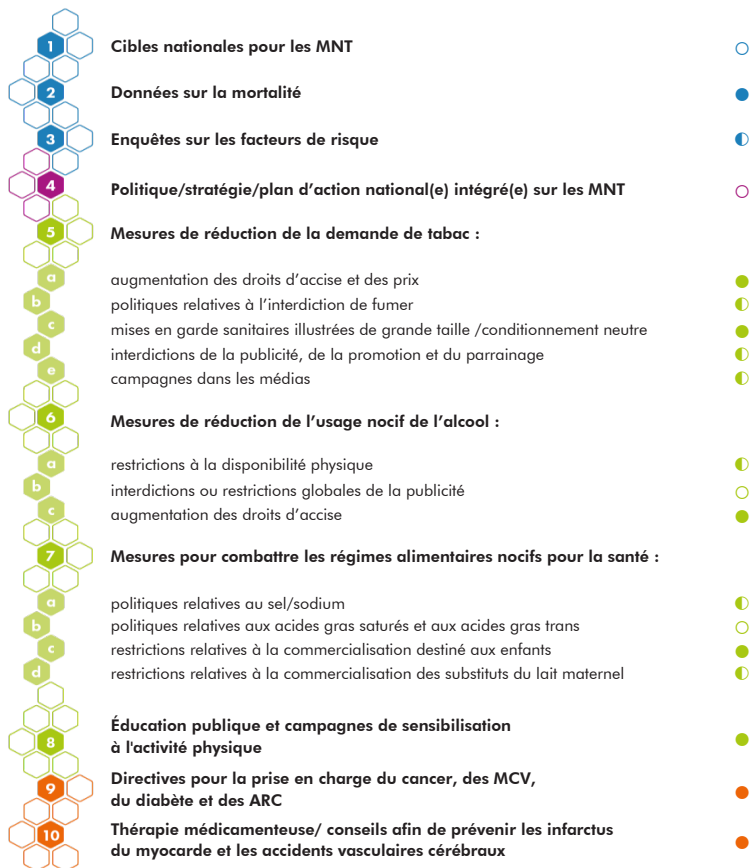 1 Cibles nationales pour les MNT
2 Données sur la mortalité
3 Enquêtes sur les facteurs de risque
4 Politique/stratégie/plan d’action national(e) intégré(e) sur les MNT
5 Mesures de réduction de la demande de tabac :
a augmentation des droits d’accise et des prix
b politiques relatives à l’interdiction de fumer
c mises en garde sanitaires illustrées de grande taille /conditionnement neutre
d interdictions de la publicité, de la promotion et du parrainage
e campagnes dans les médias
6 Mesures de réduction de l’usage nocif de l’alcool :
a restrictions à la disponibilité physique
b interdictions ou restrictions globales de la publicité
c augmentation des droits d’accise
7 Mesures pour combattre les régimes alimentaires nocifs pour la santé :
a politiques relatives au sel/sodium
b politiques relatives aux acides gras saturés et aux acides gras trans
c restrictions relatives à la commercialisation destiné aux enfants
d restrictions relatives à la commercialisation des substituts du lait maternel
8 Éducation publique et campagnes de sensibilisation
à l'activité physique
9 Directives pour la prise en charge du cancer, des MCV,
du diabète et des ARC
10 Thérapie médicamenteuse/ conseils afin de prévenir les infarctus
du myocarde et les accidents vasculaires cérébraux